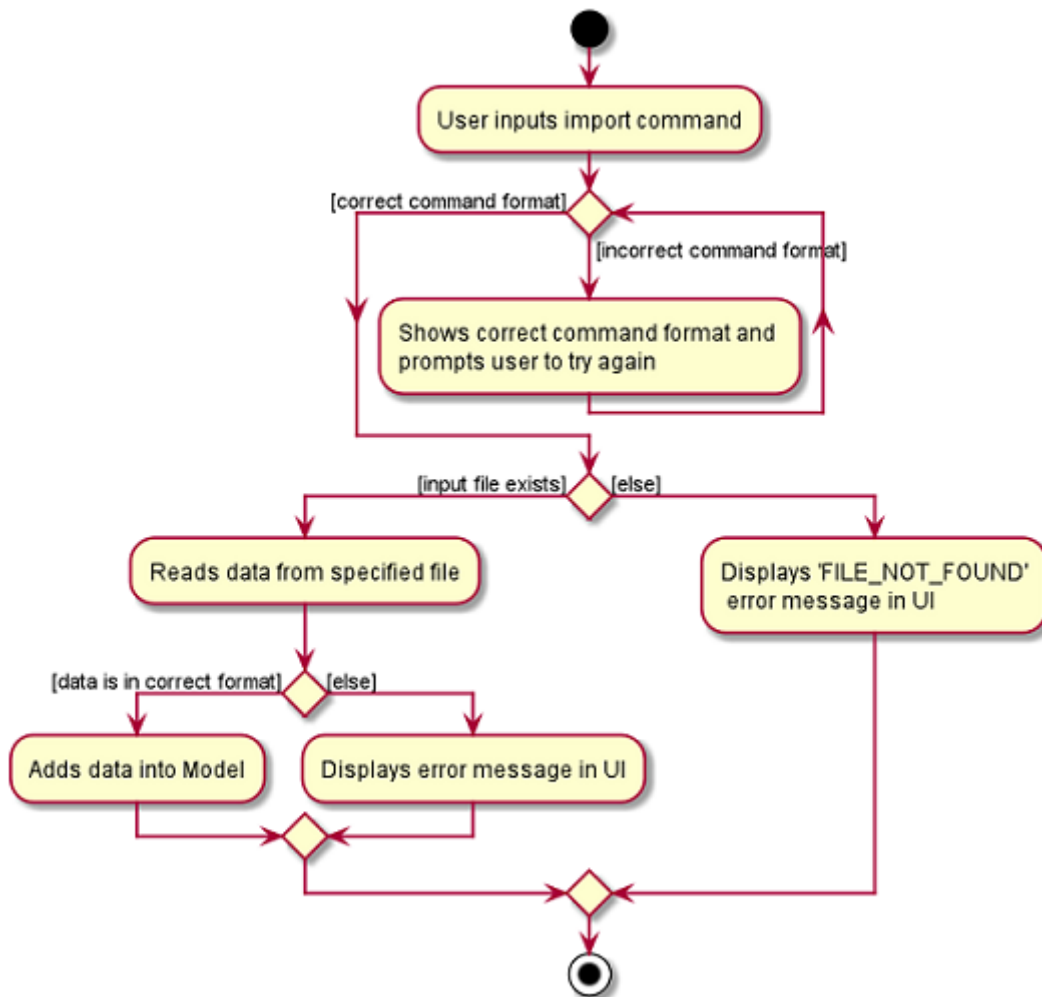 User inputs import command
[correct command format]
[incorrect command format]
Shows correct command format and
prompts user to try again
[input file exists]
[else]
Reads data from specified file
Displays 'FILE_NOT_FOUND'
error message in UI
[data is in correct format]
[else]
Adds data into Model
Displays error message in UI